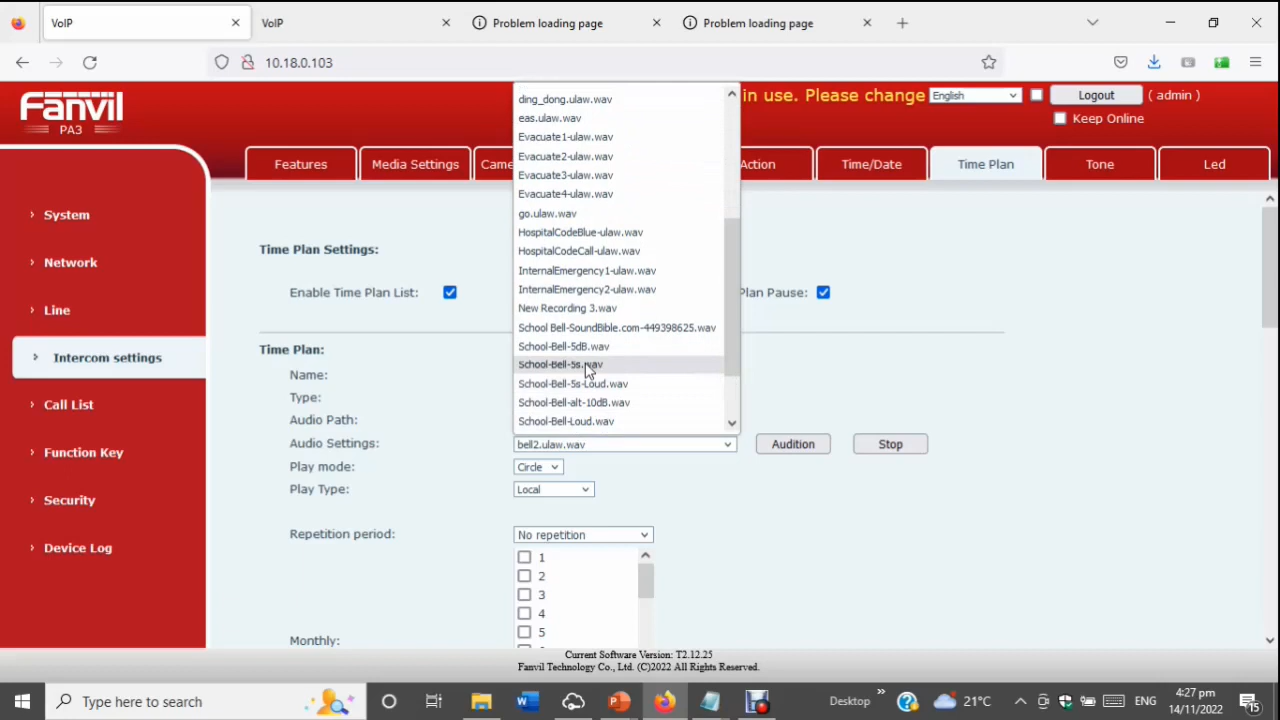 VoIP
VoIP
Problem loading page
Problem loading page
10.18.0.103
Fanvil
PA3
in use. Please change
English
Logout
( admin )
Keep Online
Features
Media Settings
Came
Action
Time/Date
Time Plan
Tone
Led
System
Network
Line
Intercom settings
Call List
Function Key
Security
Device Log
Time Plan Settings:
Enable Time Plan List:
Plan Pause:
Time Plan:
Name:
Type:
Audio Path:
Audio Settings:
Play mode:
Play Type:
Repetition period:
Monthly:
ding_dong.ulaw.wav
eas.ulaw.wav
Evacuate1-ulaw.wav
Evacuate2-ulaw.wav
Evacuate3-ulaw.wav
Evacuate4-ulaw.wav
go.ulaw.wav
HospitalCodeBlue-ulaw.wav
HospitalCodeCall-ulaw.wav
InternalEmergency1-ulaw.wav
InternalEmergency2-ulaw.wav
New Recording 3.wav
School Bell-SoundBible.com-449398625.wav
School-Bell-5dB.wav
School-Bell-5s.wav
School-Bell-5s-Loud.wav
School-Bell-alt-10dB.wav
School-Bell-Loud.wav
bell2.ulaw.wav
Audition
Stop
Circle
Local
No repetition
1
2
3
4
5
Current Software Version: T2.12.25
Fanvil Technology Co., Ltd. (C)2022 All Rights Reserved.
Type here to search
Desktop
21°C
ENG
4:27 pm
14/11/2022
15